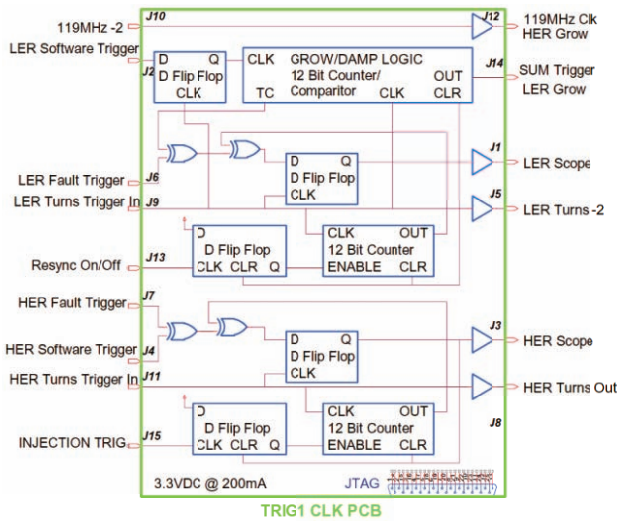 J10
J12
119MHz -2
119MHz Clk
HER Grow
LER Software Trigger
D Q
J2
D Flip Flop
CLK
CLK GROW/DAMP LOGIC
12 Bit Counter/ OUT
Comparitor CLK CLR
TC
J14
SUM Trigger
LER Grow
J1
LER Scope
J6
LER Fault Trigger
D Q
D Flip Flop
CLK
J5
LER Turns Trigger In
J9
LER Turns-2
D
D Flip Flop
CLK CLR Q
CLK OUT
12 Bit Counter
ENABLE CLR
J13
Resync On/Off
J7
HER Fault Trigger
J4
HER Software Trigger
D Q
D Flip Flop
CLK
J3
HER Scope
HER Turns Trigger In
J11
HER Turns Out
J8
D
D Flip Flop
CLK CLR Q
CLK OUT
12 Bit Counter
ENABLE CLR
J15
INJECTION TRIG
3.3VDC @ 200mA
JTAG
TRIG1 CLK PCB